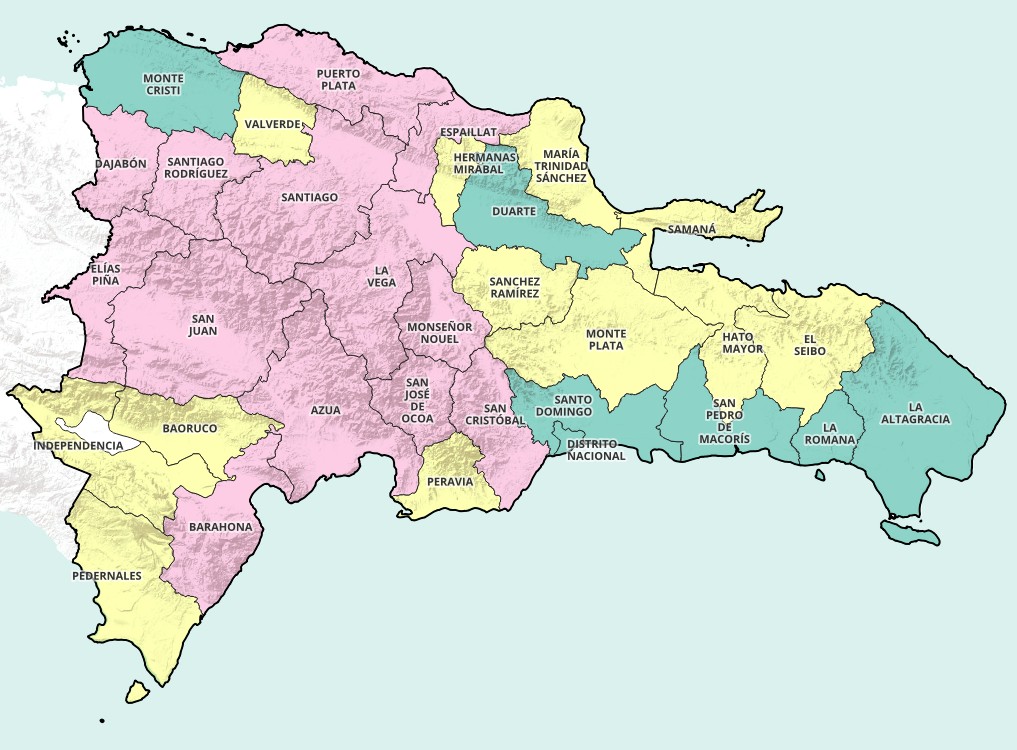 MONTE
CRISTI
PUERTO
PLATA
VALVERDE
ESPAILLAT
DAJABÓN
SANTIAGO
RODRÍGUEZ
HERMANAS
MIRABAL
MARÍA
TRINIDAD
SÁNCHEZ
SANTIAGO
DUARTE
SAMANÁ
ELÍAS
PIÑA
LA
VEGA
SANCHEZ
RAMÍREZ
SAN
JUAN
MONSEÑOR
NOUEL
MONTE
PLATA
HATO
MAYOR
EL
SEIBO
SAN
JOSÉ
DE
OCOA
AZUA
SAN
CRISTÓBAL
SANTO
DOMINGO
SAN
PEDRO
DE
MACORÍS
LA
ROMANA
LA
ALTAGRACIA
BAORUCO
INDEPENDENCIA
DISTRITO
NACIONAL
PERAVIA
BARAHONA
PEDERNALES